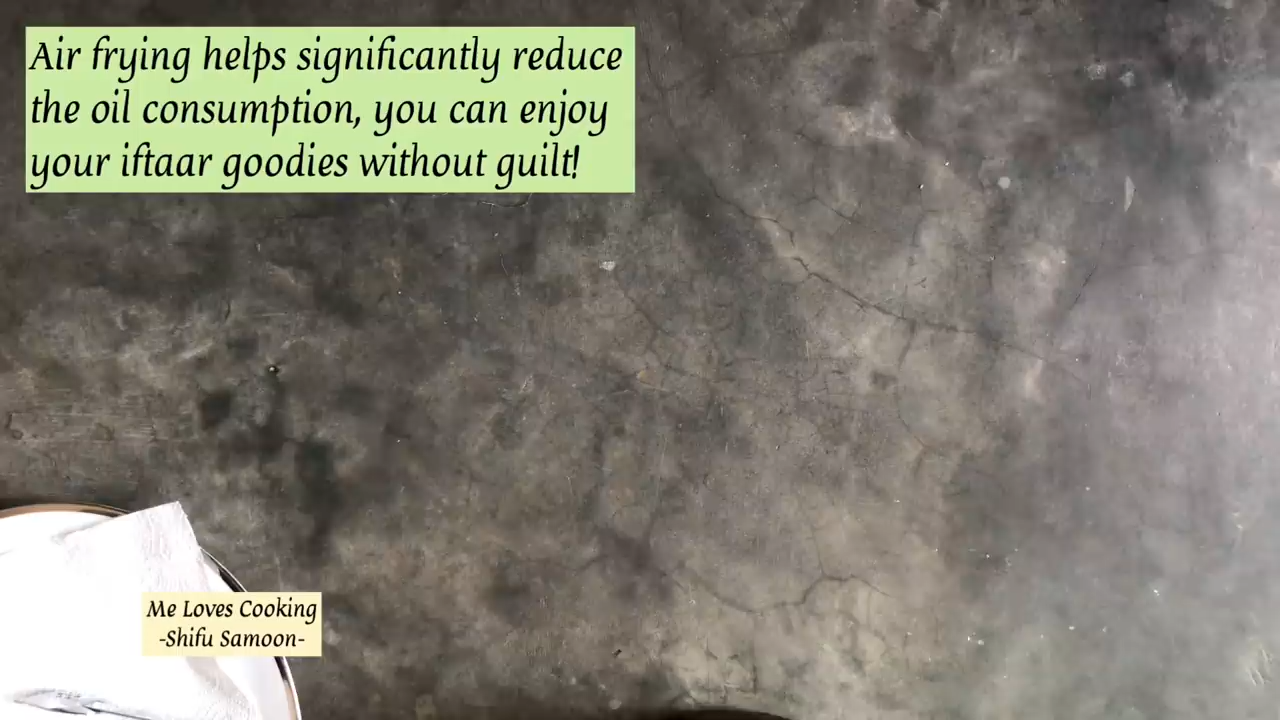 Air frying helps significantly reduce
the oil consumption, you can enjoy
your iftaar goodies without guilt!
Me Loves Cooking
-Shifu Samoon-